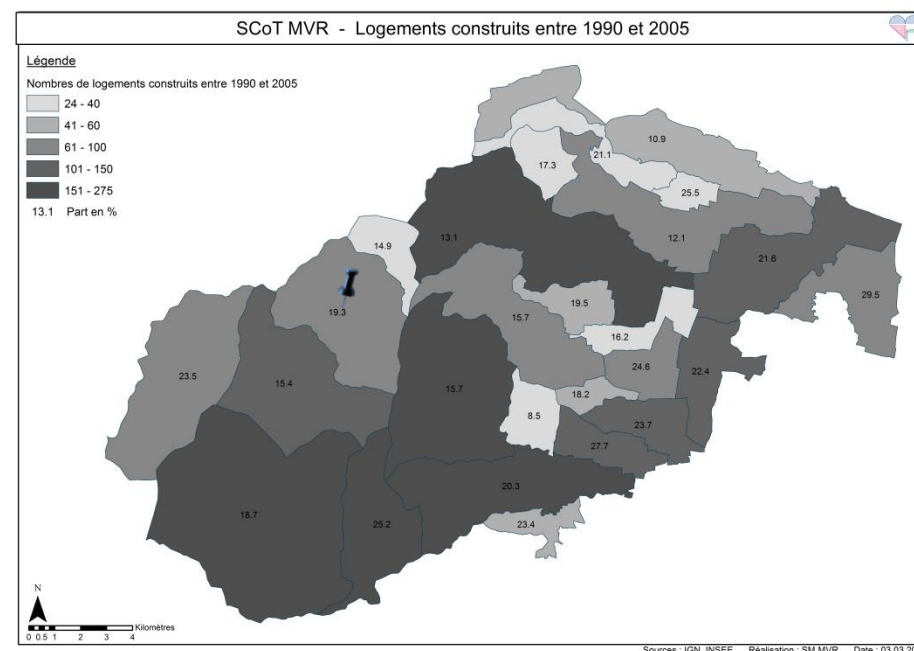 SCoT MVR - Logements construits entre 1990 et 2005
Légende
Nombres de logements construits entre 1990 et 2005
24 - 40
41 - 60
61 - 100
101 - 150
151 - 275
13.1 Part en %
10.9
17.3
21.1
25.5
13.1
12.1
14.9
21.6
19.3
19.5
29.5
15.7
16.2
23.5
24.6
22.4
15.4
15.7
18.2
8.5
23.7
27.7
20.3
18.7
25.2
23.4
N
0 0.5 1 2 3 4 Kilomètres
Sources : IGN, INSEE Réalisation : SM MVR Date : 03.03.20